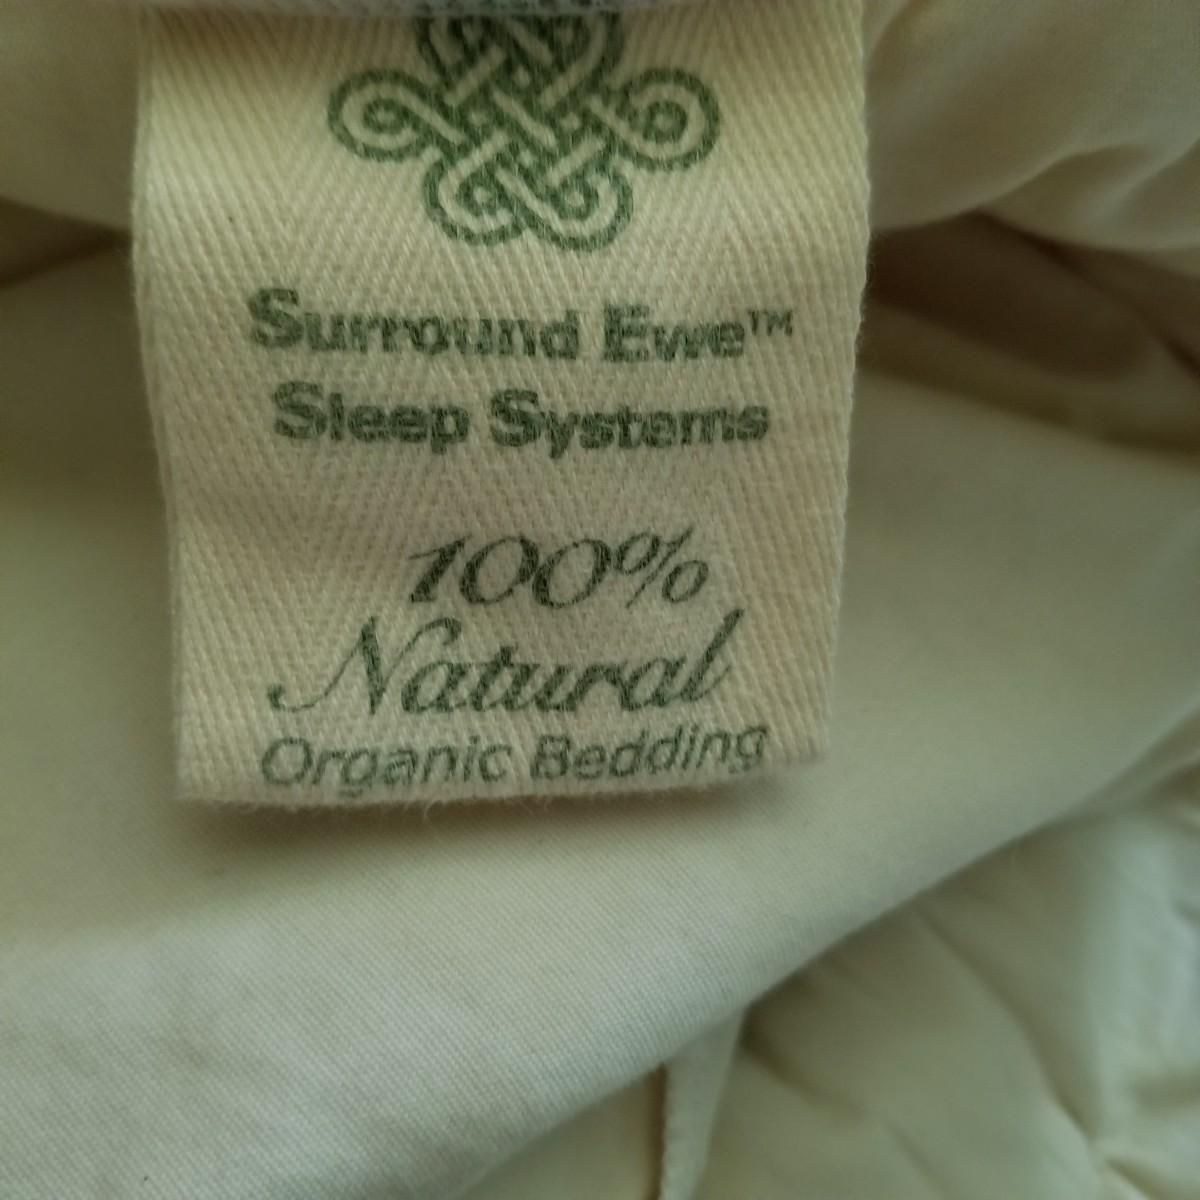 Surround Ewe™
Sleep Systems
100%
Natural
Organic Bedding